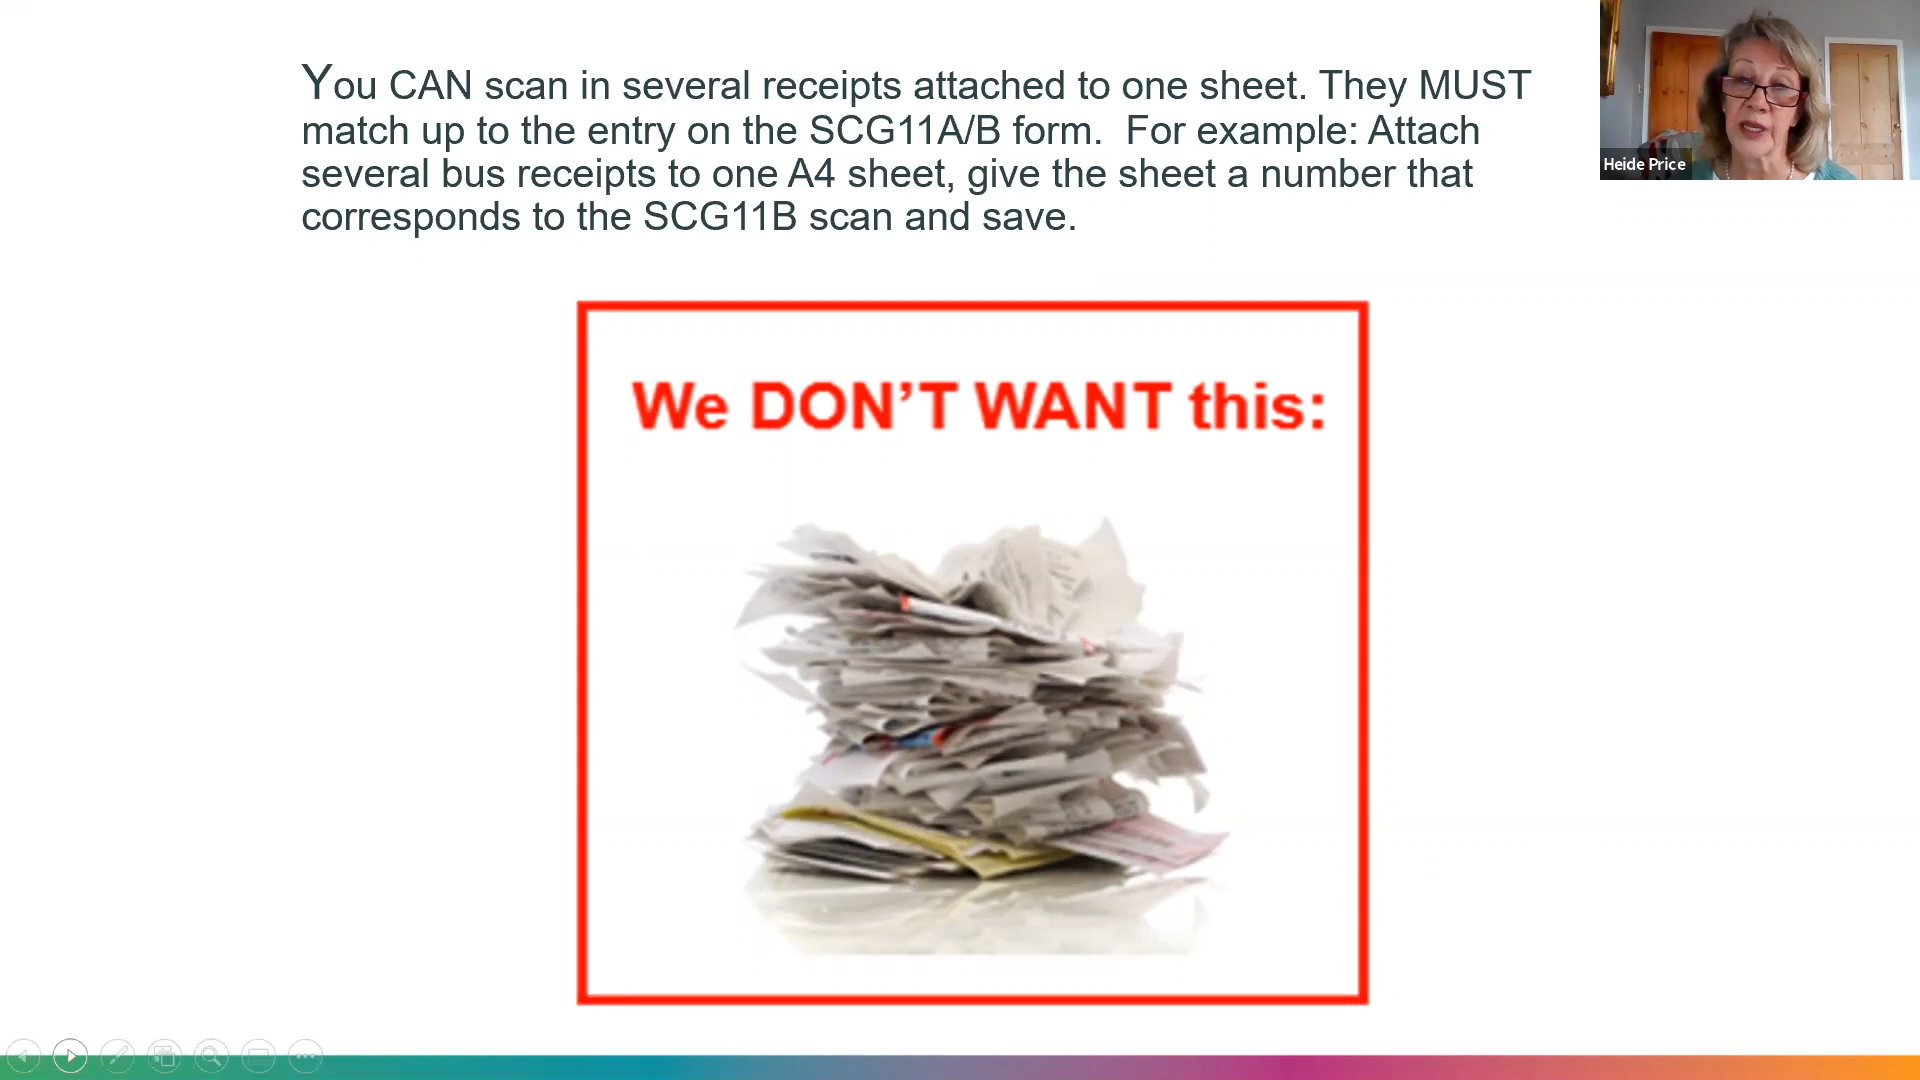 You CAN scan in several receipts attached to one sheet. They MUST
match up to the entry on the SCG11A/B form.  For example: Attach
several bus receipts to one A4 sheet, give the sheet a number that
corresponds to the SCG11B scan and save.
Heide Price
We DON’T WANT this: